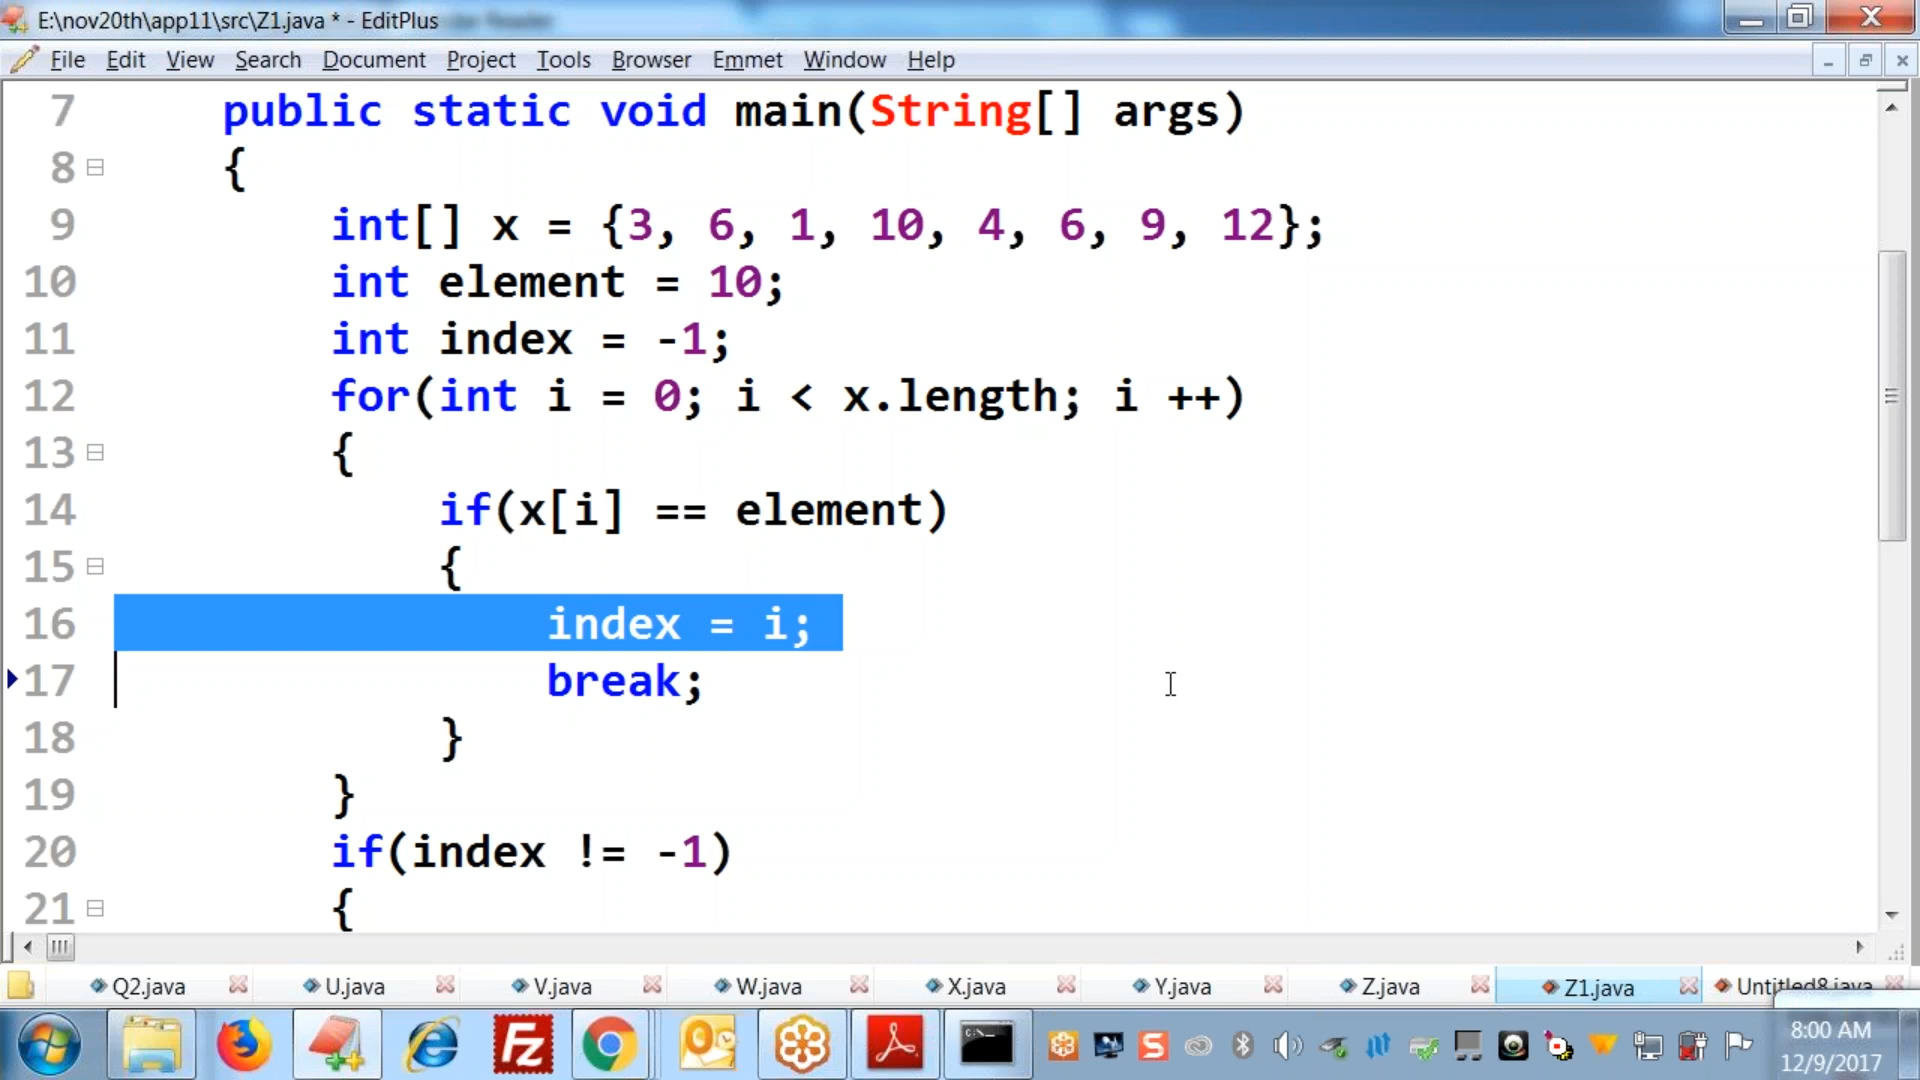 E:\nov20th\app11\src\Z1.java * - EditPlus
File Edit View Search Document Project Tools Browser Emmet Window Help
7 public static void main(String[] args)
8 {
9 int[] x = {3, 6, 1, 10, 4, 6, 9, 12};
10 int element = 10;
11 int index = -1;
12 for(int i = 0; i < x.length; i ++)
13 {
14 if(x[i] == element)
15 {
16 index = i;
17 break;
18 }
19 }
20 if(index != -1)
21 {
Q2.java U.java V.java W.java X.java Y.java Z.java Z1.java Untitled8.java
8:00 AM
12/9/2017